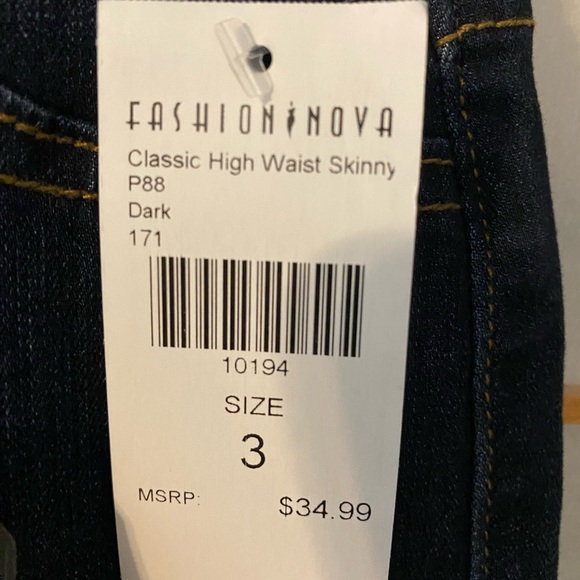 FASHION NOVA
Classic High Waist Skinny
P88
Dark
171
10194
SIZE
3
MSRP: $34.99